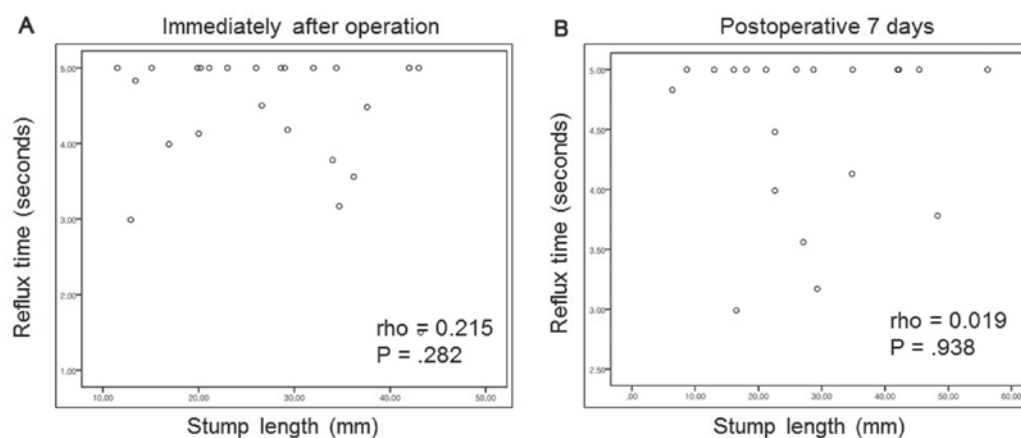 A Immediately after operation
5.00
4.00
3.00
2.00
1.00
10.00 20.00 30.00 40.00 50.00
Reflux time (seconds)
Stump length (mm)
rho = 0.215
P = .282
B Postoperative 7 days
5.00
4.50
4.00
3.50
3.00
2.50
.00 10.00 20.00 30.00 40.00 50.00 60.00
Reflux time (seconds)
Stump length (mm)
rho = 0.019
P = .938